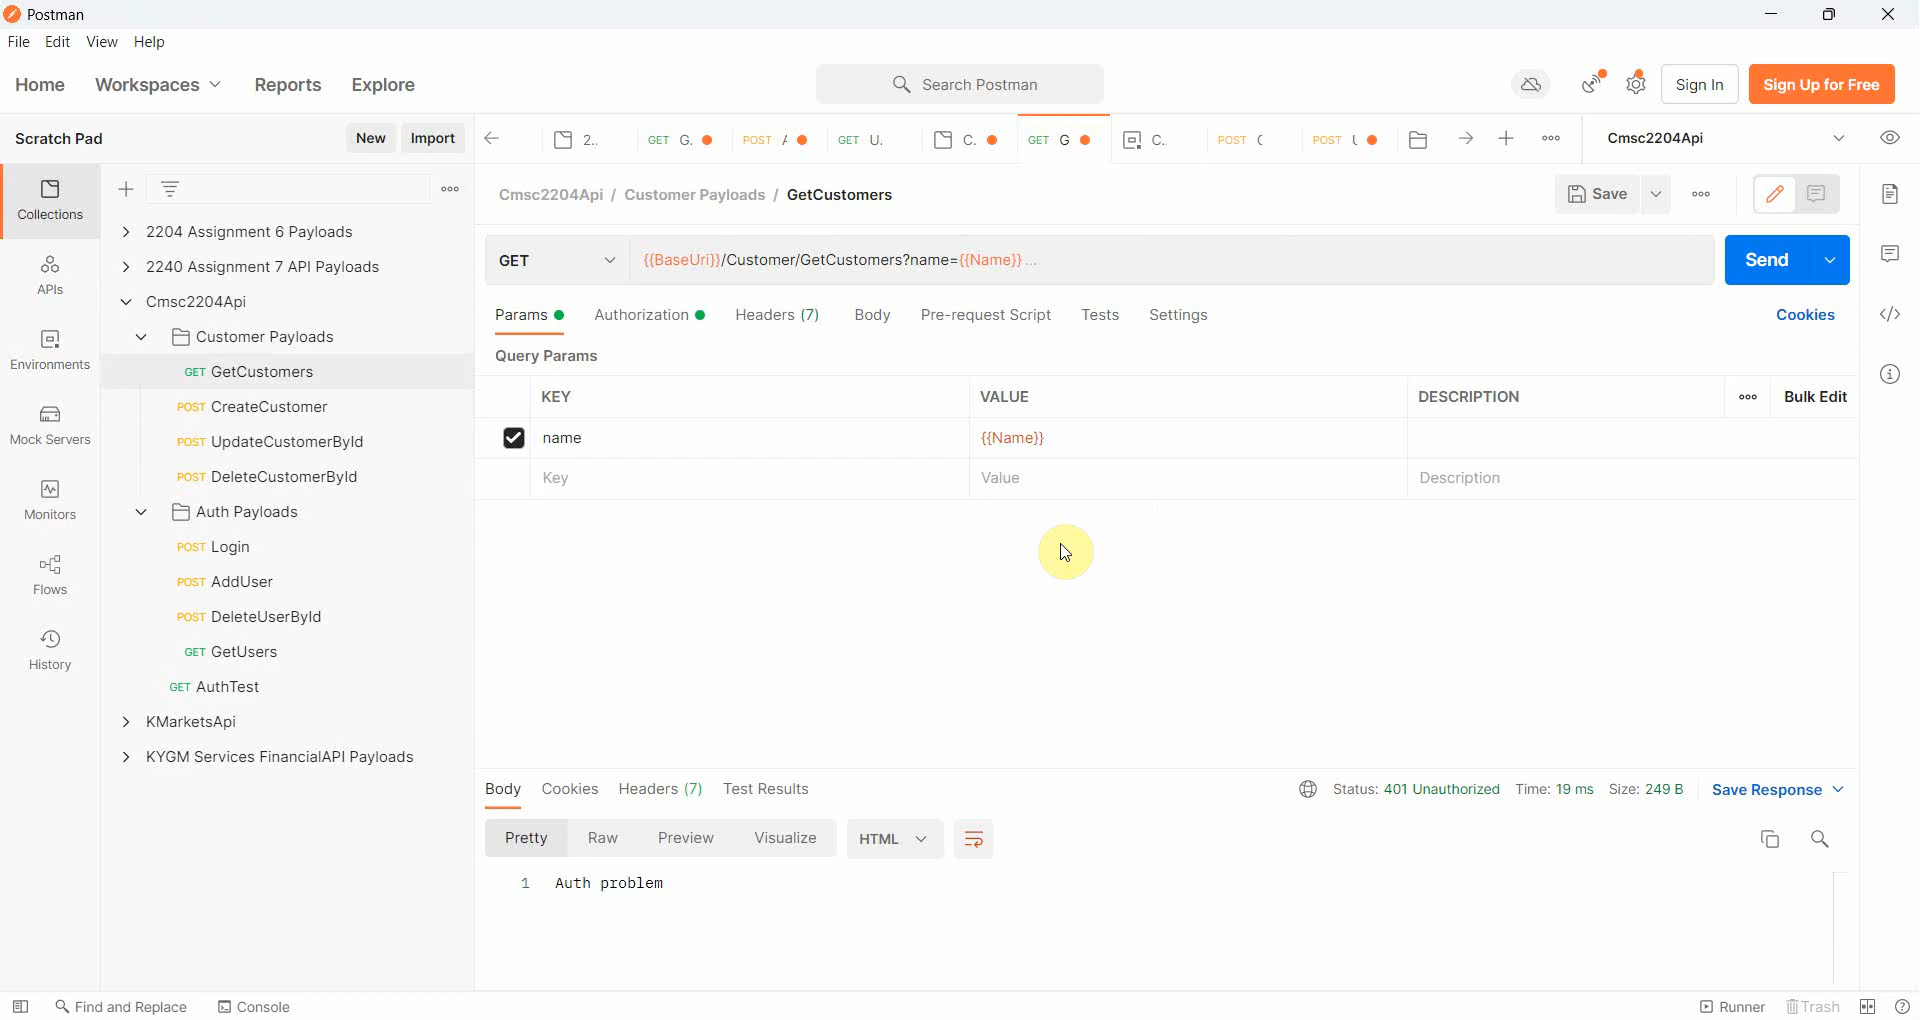 Postman
File Edit View Help
Home Workspaces Reports Explore
Search Postman
Sign In Sign Up for Free
Scratch Pad New Import
2.. GET G. POST A GET U. C. GET G C. POST ( POST
Cmsc2204Api
Collections
APIs
Environments
Mock Servers
Monitors
Flows
History
2204 Assignment 6 Payloads
2240 Assignment 7 API Payloads
Cmsc2204Api
Customer Payloads
GET GetCustomers
POST CreateCustomer
POST UpdateCustomerById
POST DeleteCustomerById
Auth Payloads
POST Login
POST AddUser
POST DeleteUserById
GET GetUsers
GET AuthTest
KMarketsApi
KYGM Services FinancialAPI Payloads
Cmsc2204Api / Customer Payloads / GetCustomers
Save
GET {{BaseUri}}/Customer/GetCustomers?name={{Name}} ...
Send
Params Authorization Headers (7) Body Pre-request Script Tests Settings Cookies
Query Params
KEY VALUE DESCRIPTION Bulk Edit
name {{Name}}
Key Value Description
Body Cookies Headers (7) Test Results
Status: 401 Unauthorized Time: 19 ms Size: 249 B Save Response
Pretty Raw Preview Visualize HTML
1 Auth problem
Find and Replace Console Runner Trash